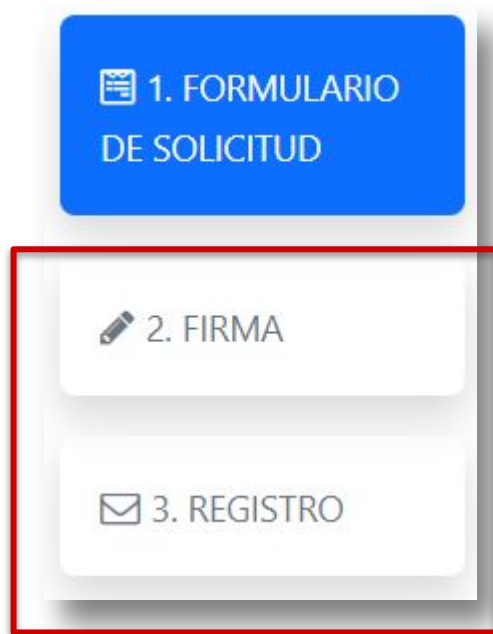 1. FORMULARIO
DE SOLICITUD
2. FIRMA
3. REGISTRO